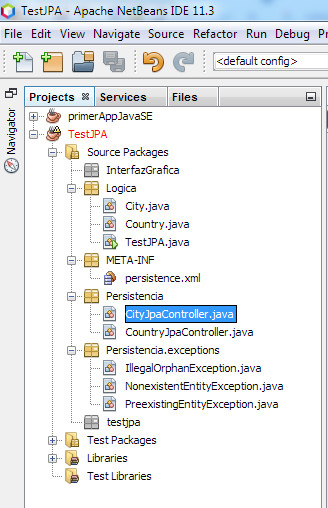 TestJPA - Apache NetBeans IDE 11.3
File Edit View Navigate Source Refactor Run Debug
<default config>
Projects Services Files
Navigator
primerAppJavaSE
TestJPA
Source Packages
InterfazGrafica
Logica
City.java
Country.java
TestJPA.java
META-INF
persistence.xml
Persistencia
CityJpaController.java
CountryJpaController.java
Persistencia.exceptions
IllegalOrphanException.java
NonexistentEntityException.java
PreexistingEntityException.java
testjpa
Test Packages
Libraries
Test Libraries